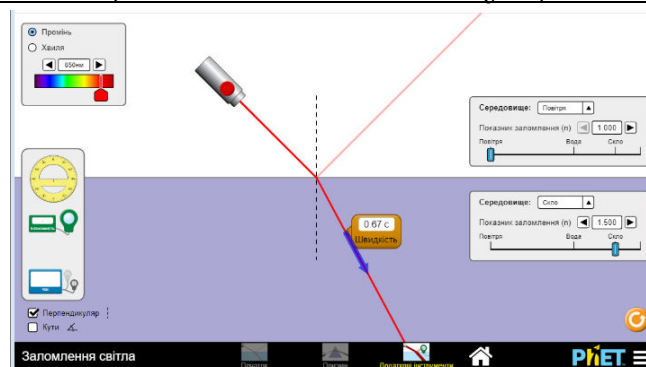 Промінь
Хвиля
650нм
Середовище: Повітря
Показник заломлення (n) 1.000
Повітря Вода Скло
0.67 c
Швидкість
Середовище: Скло
Показник заломлення (n) 1.500
Повітря Вода Скло
Перпендикуляр
Кути
Заломлення світла
Призми
Додаткові інструменти
PhET